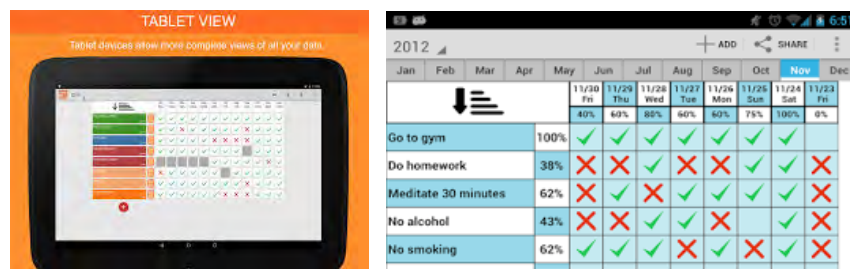 TABLET VIEW
Tablet devices allow more complete views of all your data.
6:51
2012 ADD SHARE
Jan Feb Mar Apr May Jun Jul Aug Sep Oct Nov Dec
11/30 11/29 11/28 11/27 11/26 11/25 11/24 11/23
Fri Thu Wed Tue Mon Sun Sat Fri
40% 60% 80% 60% 60% 75% 100% 0%
Go to gym 100%
Do homework 38%
Meditate 30 minutes 62%
No alcohol 43%
No smoking 62%